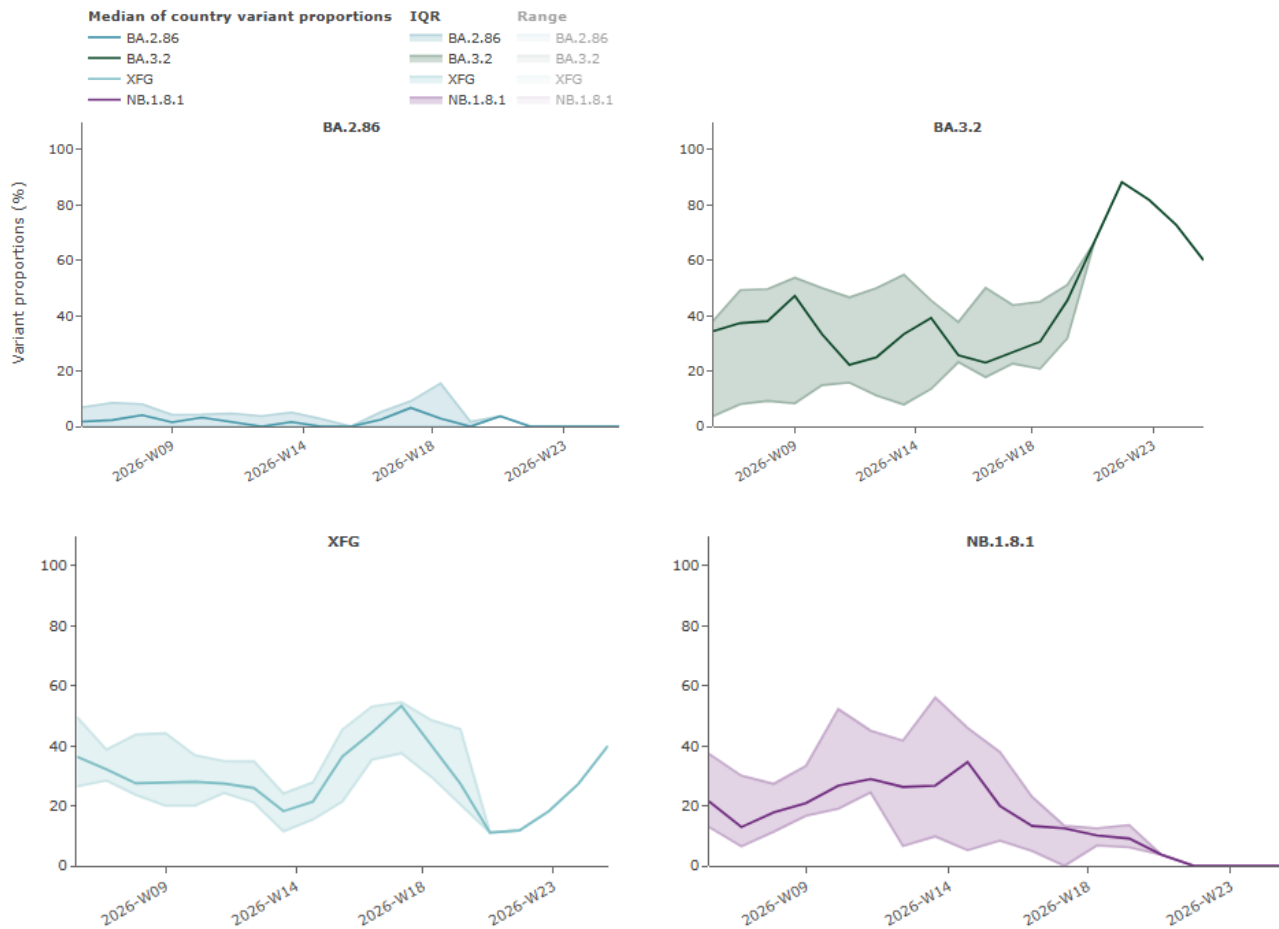 Median of country variant proportions IQR Range
BA.2.86 BA.2.86 BA.2.86
BA.3.2 BA.3.2 BA.3.2
XFG XFG XFG
NB.1.8.1 NB.1.8.1 NB.1.8.1
Variant proportions (%)
BA.2.86
100
80
60
40
20
0
2026-W09 2026-W14 2026-W18 2026-W23
BA.3.2
100
80
60
40
20
0
2026-W09 2026-W14 2026-W18 2026-W23
XFG
100
80
60
40
20
0
2026-W09 2026-W14 2026-W18 2026-W23
NB.1.8.1
100
80
60
40
20
0
2026-W09 2026-W14 2026-W18 2026-W23